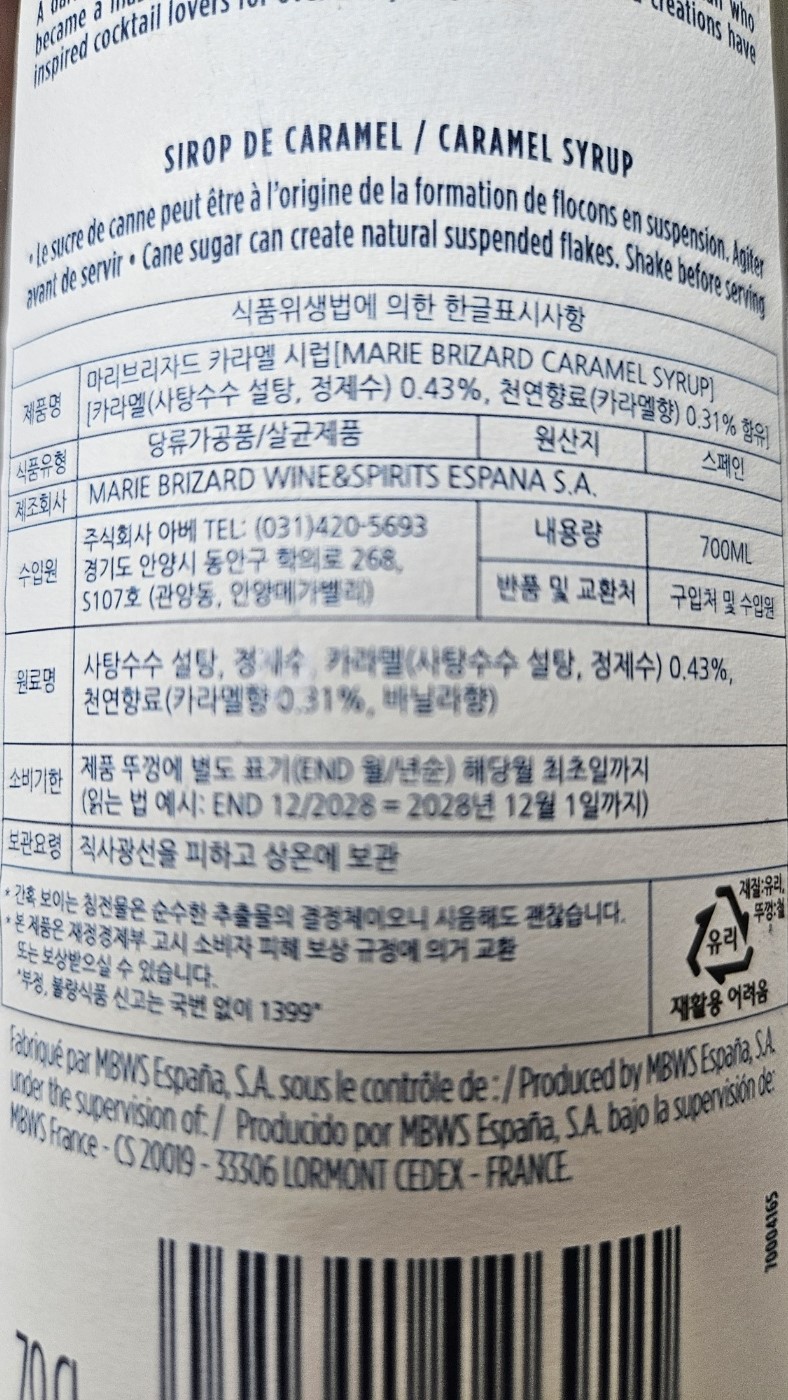 became a
inspired cocktail lovers
who
creations have
SIROP DE CARAMEL / CARAMEL SYRUP
• Le sucre de canne peut être à l'origine de la formation de flocons en suspension. Agiter
avant de servir • Cane sugar can create natural suspended flakes. Shake before serving
식품위생법에 의한 한글표시사항
제품명
마리브리자드 카라멜 시럽[MARIE BRIZARD CARAMEL SYRUP]
[카라멜(사탕수수 설탕, 정제수) 0.43%, 천연향료(카라멜향) 0.31% 함유]
식품유형
당류가공품/살균제품
원산지
스페인
제조회사
MARIE BRIZARD WINE&SPIRITS ESPANA S.A.
수입원
주식회사 아베 TEL: (031)420-5693
경기도 안양시 동안구 학의로 268,
S107호 (관양동, 안양메가밸리)
내용량
700ML
반품 및 교환처
구입처 및 수입원
원료명
사탕수수 설탕, 정제수, 카라멜(사탕수수 설탕, 정제수) 0.43%,
천연향료(카라멜향 0.31%, 바닐라향)
소비기한
제품 뚜껑에 별도 표기(END 월/년순) 해당월 최초일까지
(읽는 법 예시: END 12/2028 = 2028년 12월 1일까지)
보관요령
직사광선을 피하고 상온에 보관
* 간혹 보이는 침전물은 순수한 추출물의 결정체이오니 시음해도 괜찮습니다.
* 본 제품은 재정경제부 고시 소비자 피해 보상 규정에 의거 교환
또는 보상받으실 수 있습니다.
"부정, 불량식품 신고는 국번 없이 1399"
재질:유리,
뚜껑:철
유리
재활용 어려움
Fabriqué par MBWS España, S.A. sous le contrôle de : / Produced by MBWS España, S.A.
under the supervision of: / Producido por MBWS España, S.A. bajo la supervisión de:
MBWS France - CS 20019 - 33306 LORMONT CEDEX - FRANCE.
70004165
70 cl